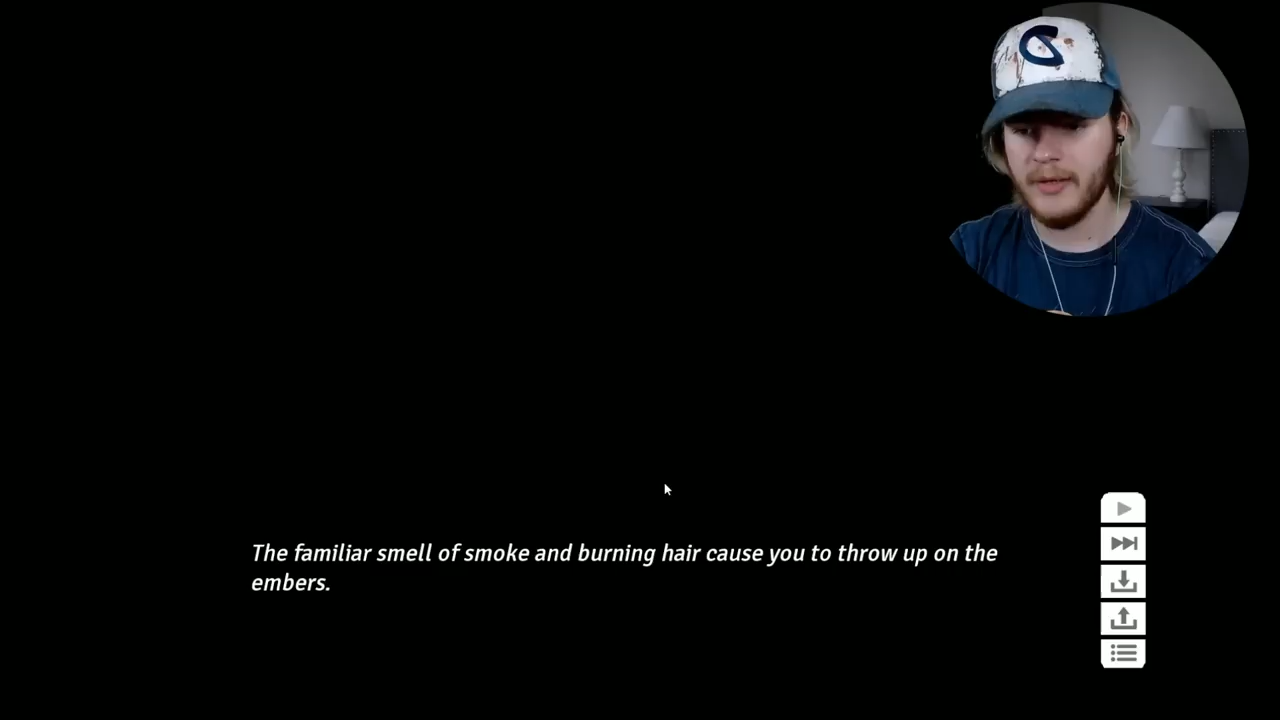 The familiar smell of smoke and burning hair cause you to throw up on the
embers.